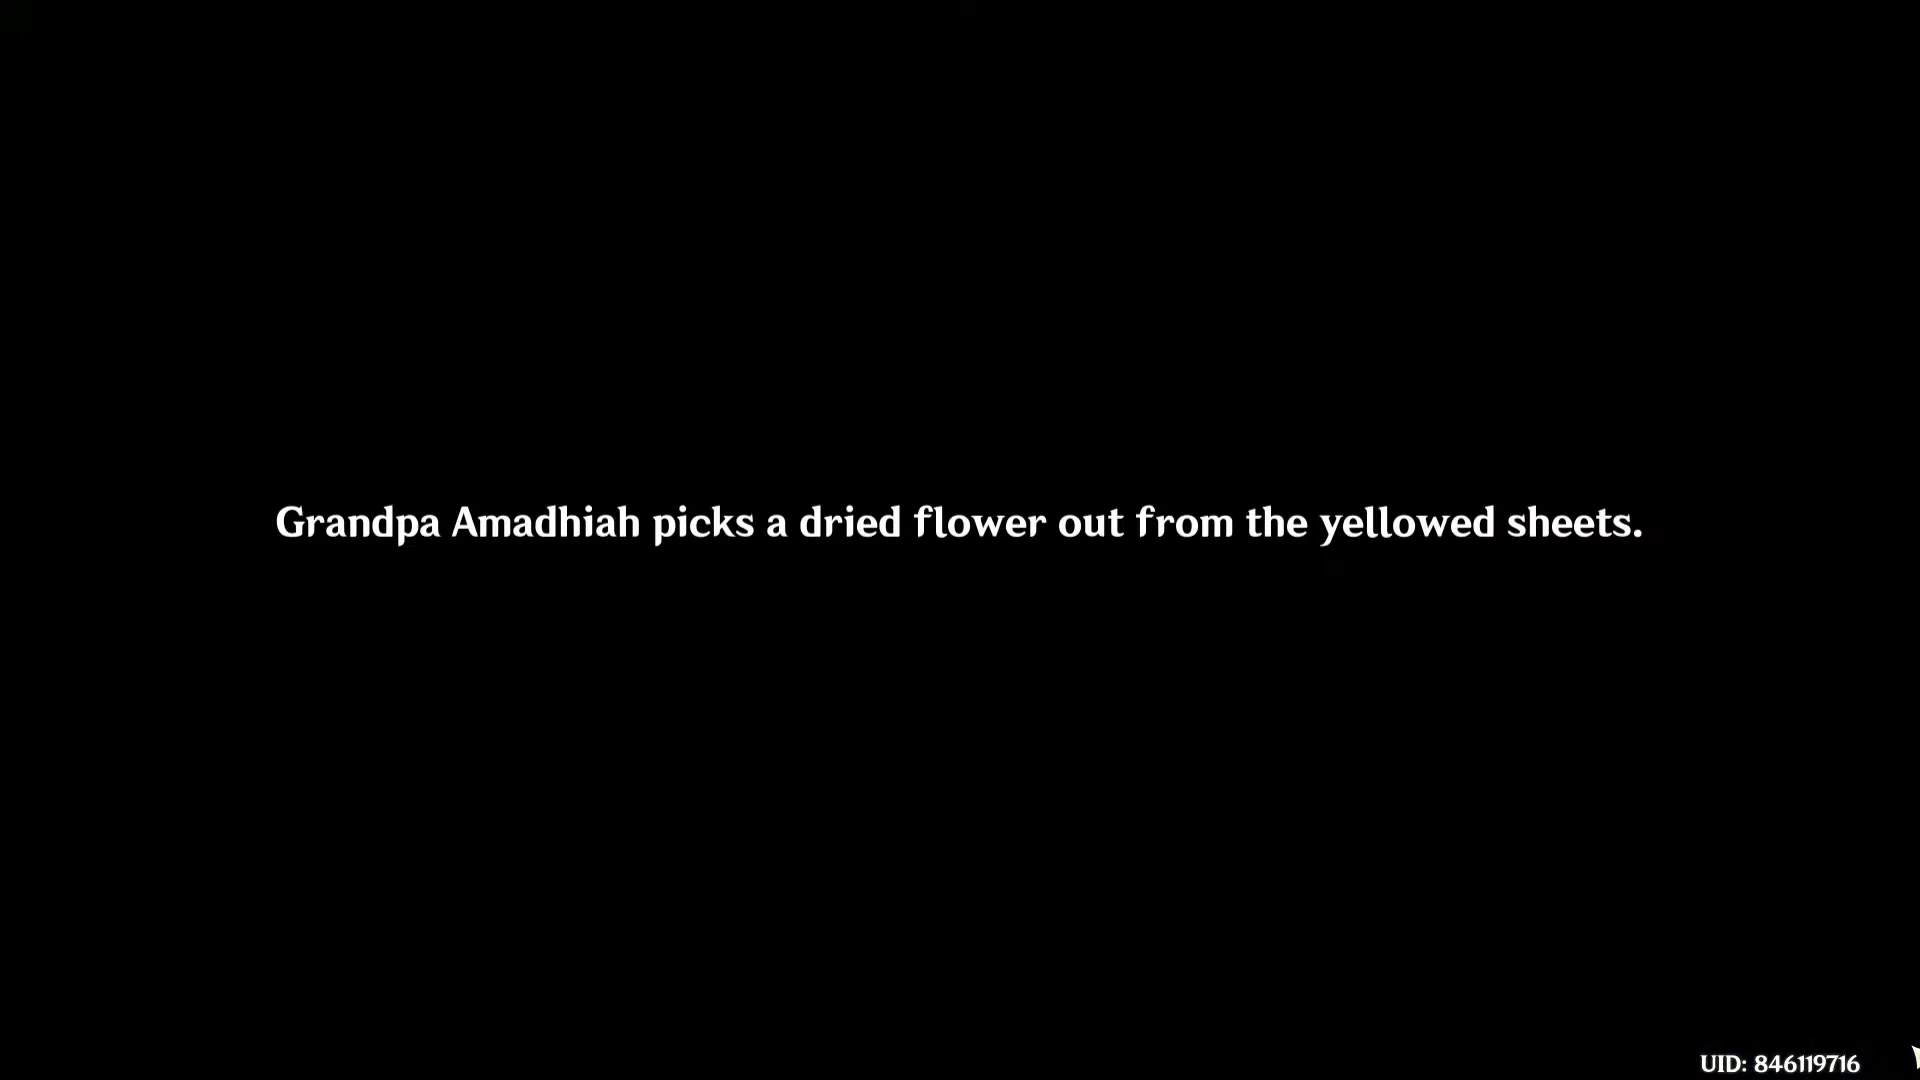 Grandpa Amadhiah picks a dried flower out from the yellowed sheets.
UID: 846119716